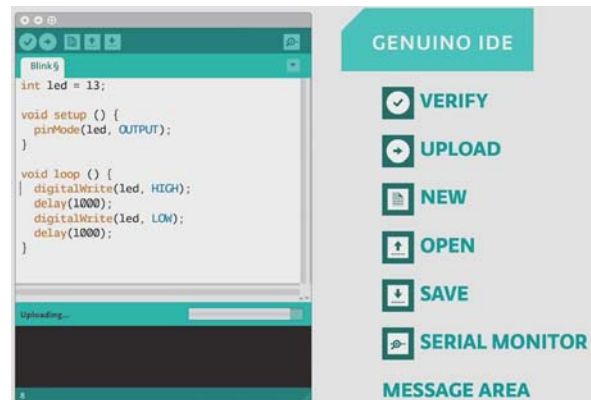 Blink§
int led = 13;
void setup () {
pinMode(led, OUTPUT);
}
void loop () {
digitalWrite(led, HIGH);
delay(1000);
digitalWrite(led, LOW);
delay(1000);
}
Uploading...
8
GENUINO IDE
VERIFY
UPLOAD
NEW
OPEN
SAVE
SERIAL MONITOR
MESSAGE AREA